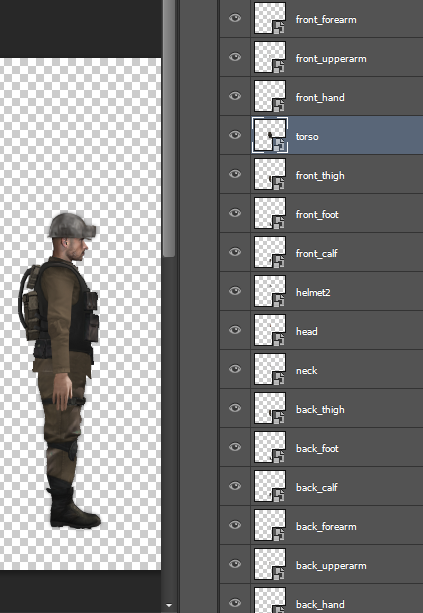 front_forearm
front_upperarm
front_hand
torso
front_thigh
front_foot
front_calf
helmet2
head
neck
back_thigh
back_foot
back_calf
back_forearm
back_upperarm
back_hand